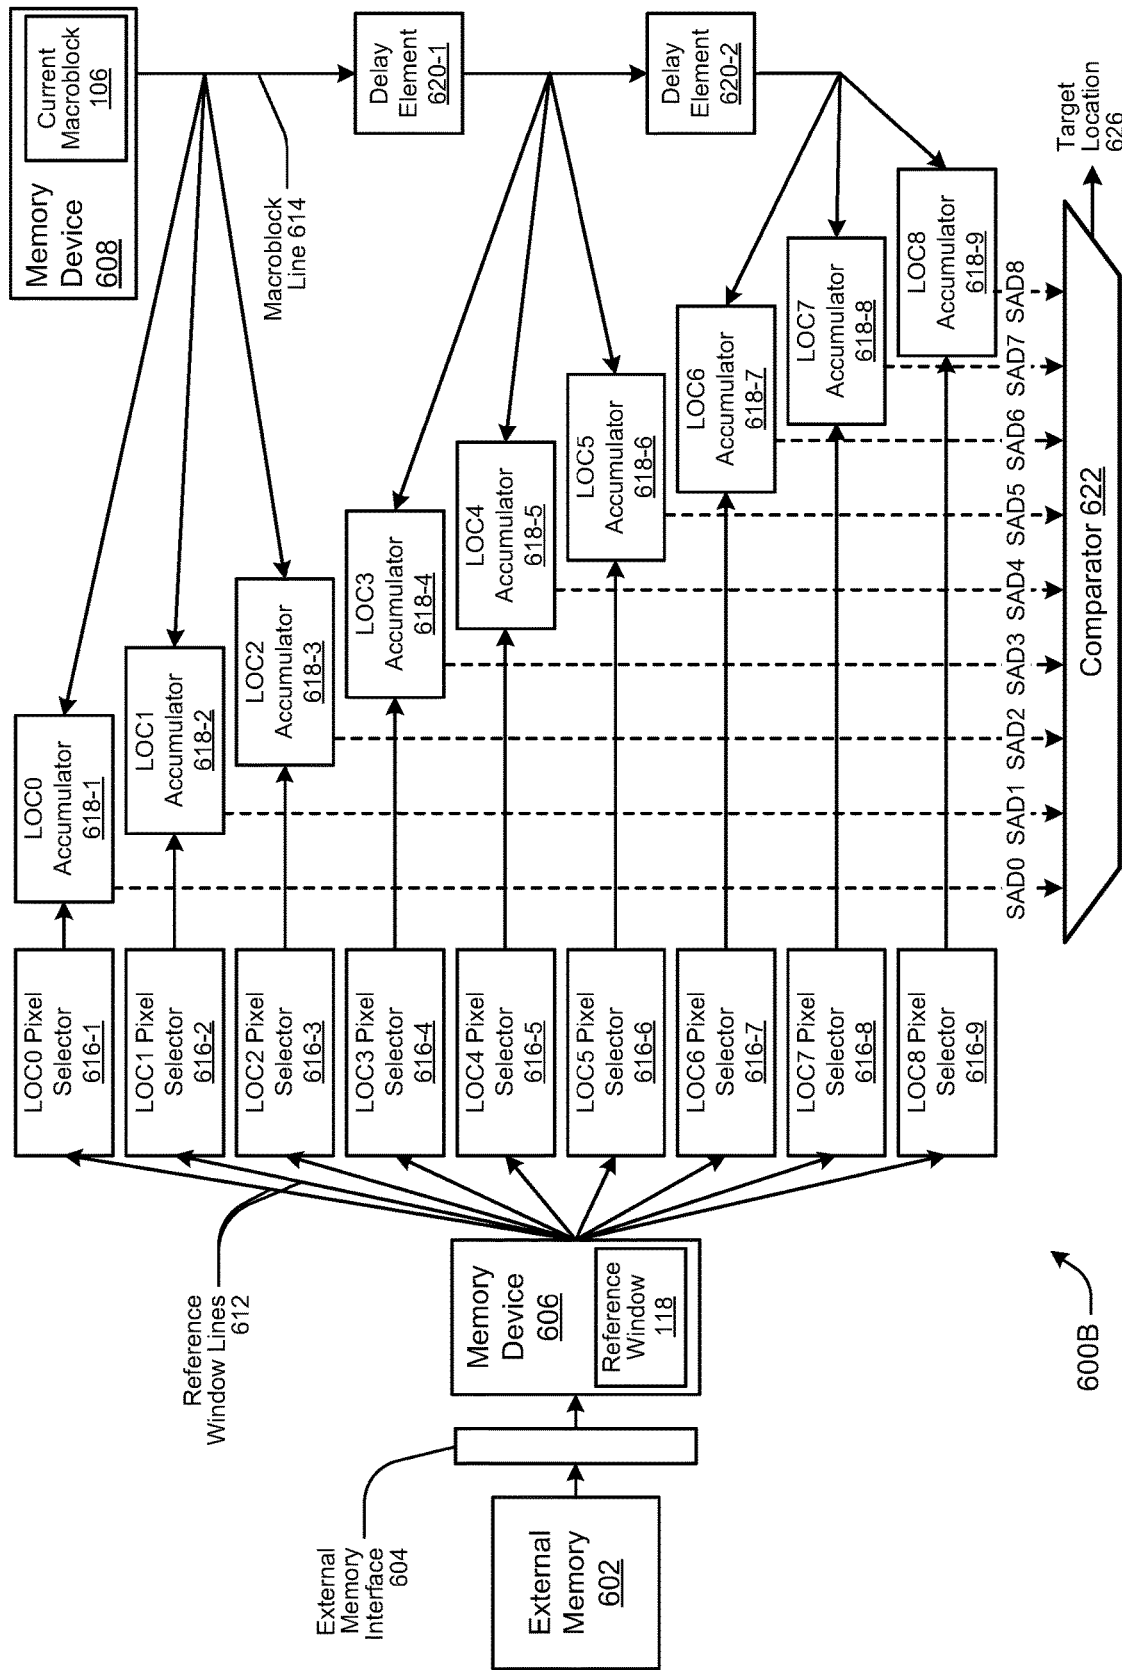 External
Memory
602
External
Memory
Interface
604
Memory
Device
606
Reference
Window
118
Reference
Window Lines
612
LOC0 Pixel
Selector
616-1
LOC1 Pixel
Selector
616-2
LOC2 Pixel
Selector
616-3
LOC3 Pixel
Selector
616-4
LOC4 Pixel
Selector
616-5
LOC5 Pixel
Selector
616-6
LOC6 Pixel
Selector
616-7
LOC7 Pixel
Selector
616-8
LOC8 Pixel
Selector
616-9
LOC0
Accumulator
618-1
LOC1
Accumulator
618-2
LOC2
Accumulator
618-3
LOC3
Accumulator
618-4
LOC4
Accumulator
618-5
LOC5
Accumulator
618-6
LOC6
Accumulator
618-7
LOC7
Accumulator
618-8
LOC8
Accumulator
618-9
Memory
Device
608
Current
Macroblock
106
Macroblock
Line 614
Delay
Element
620-1
Delay
Element
620-2
SAD0
SAD1
SAD2
SAD3
SAD4
SAD5
SAD6
SAD7
SAD8
Comparator 622
Target
Location
626
600B